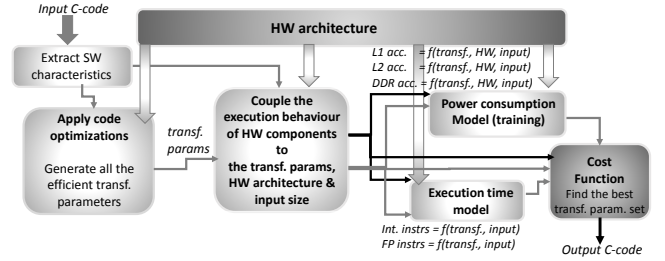 Input C-code
HW architecture
Extract SW
characteristics
L1 acc. = f(transf., HW, input)
L2 acc. = f(transf., HW, input)
DDR acc. = f(transf., HW, input)
Apply code
optimizations
Generate all the
efficient transf.
parameters
transf.
params
Couple the
execution behaviour
of HW components
to
the transf. params,
HW architecture &
input size
Power consumption
Model (training)
Execution time
model
Int. instrs = f(transf., input)
FP instrs = f(transf., input)
Cost
Function
Find the best
transf. param. set
Output C-code